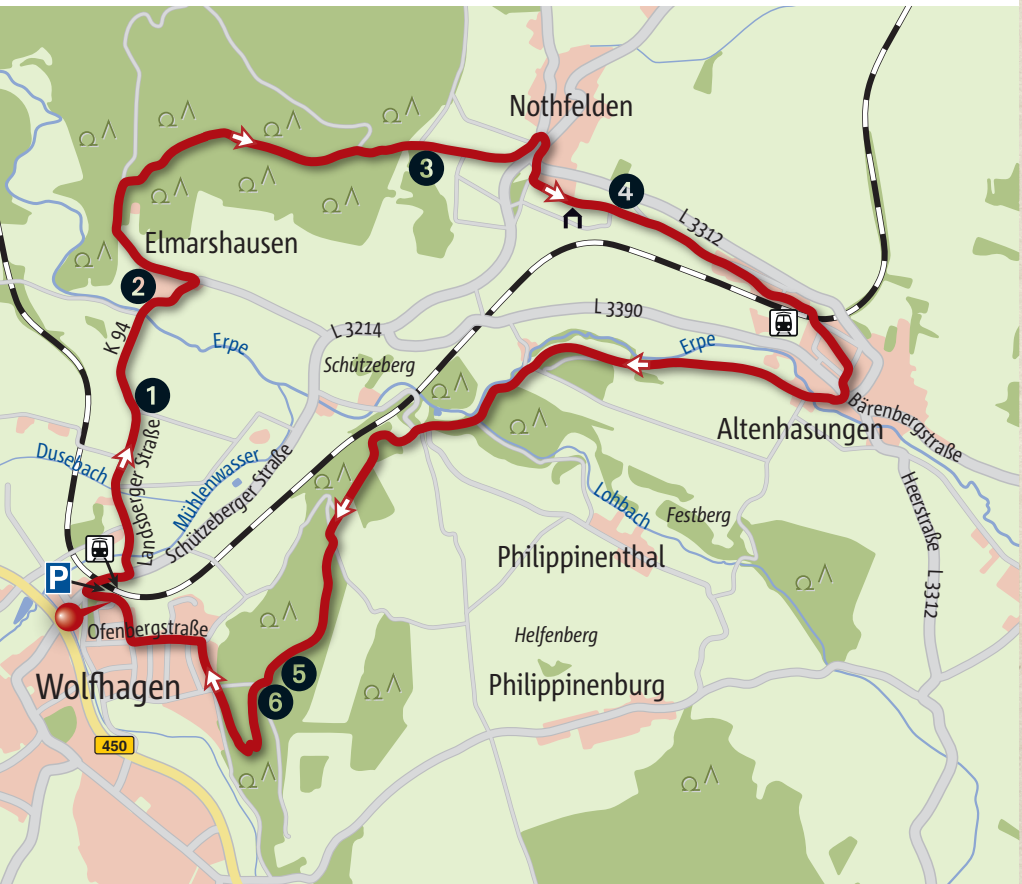 Nothfelden
3
4
L 3312
Elmarshausen
2
K 94
L 3214
L 3390
Erpe
Erpe
Schützeberg
1
Altenhasungen
Bärenbergstraße
Dusebach
Landsberger Straße
Mühlenwasser
Schützeberger Straße
Lohbach
Festberg
Heerstraße
L 3312
Philippinenthal
P
Ofenbergstraße
Helfenberg
Wolfhagen
5
6
Philippinenburg
450